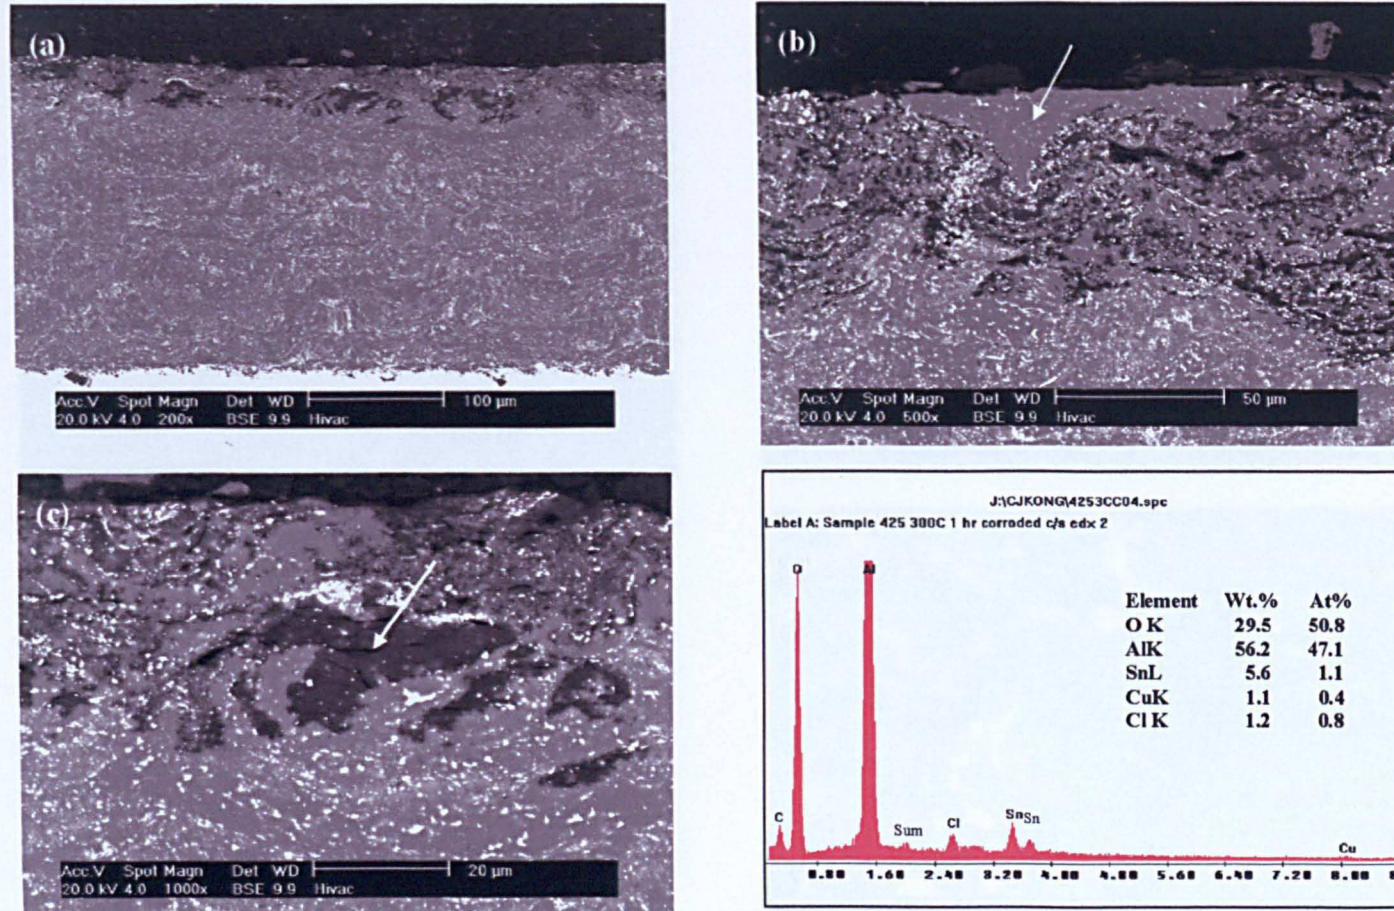 (a)
Acc.V Spot Magn Det WD 100 µm
20.0 kV 4.0 200x BSE 9.9 Hivac
(b)
Acc.V Spot Magn Det WD 50 µm
20.0 kV 4.0 500x BSE 9.9 Hivac
(c)
Acc.V Spot Magn Det WD 20 µm
20.0 kV 4.0 1000x BSE 9.9 Hivac
J:\CJKONG\4253CC04.spc
Label A: Sample 425 300C 1 hr corroded c/s edx 2
Element Wt.% At%
O K 29.5 50.8
AlK 56.2 47.1
SnL 5.6 1.1
CuK 1.1 0.4
Cl K 1.2 0.8
O Al
C Sum Cl Sn Sn Cu
0.80 1.60 2.40 3.20 4.00 4.80 5.60 6.40 7.20 8.00